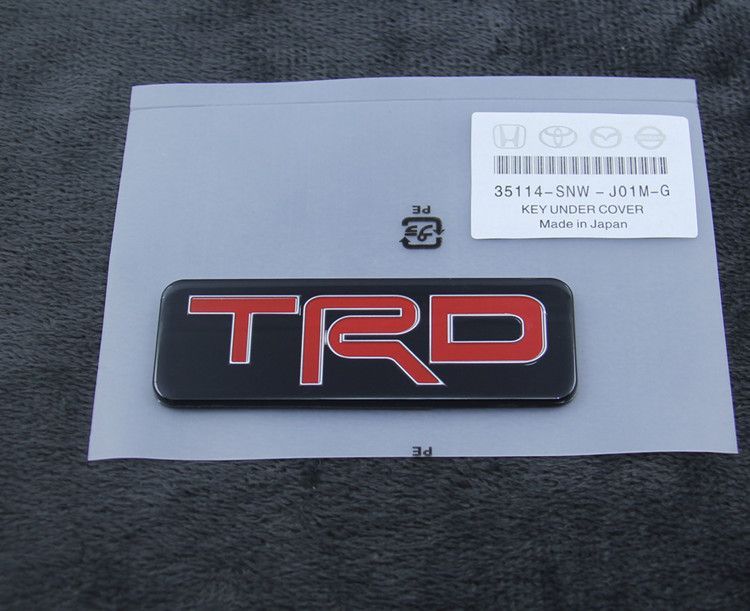 35114-SNW-J01M-G
KEY UNDER COVER
Made in Japan
PE
TRD
PE